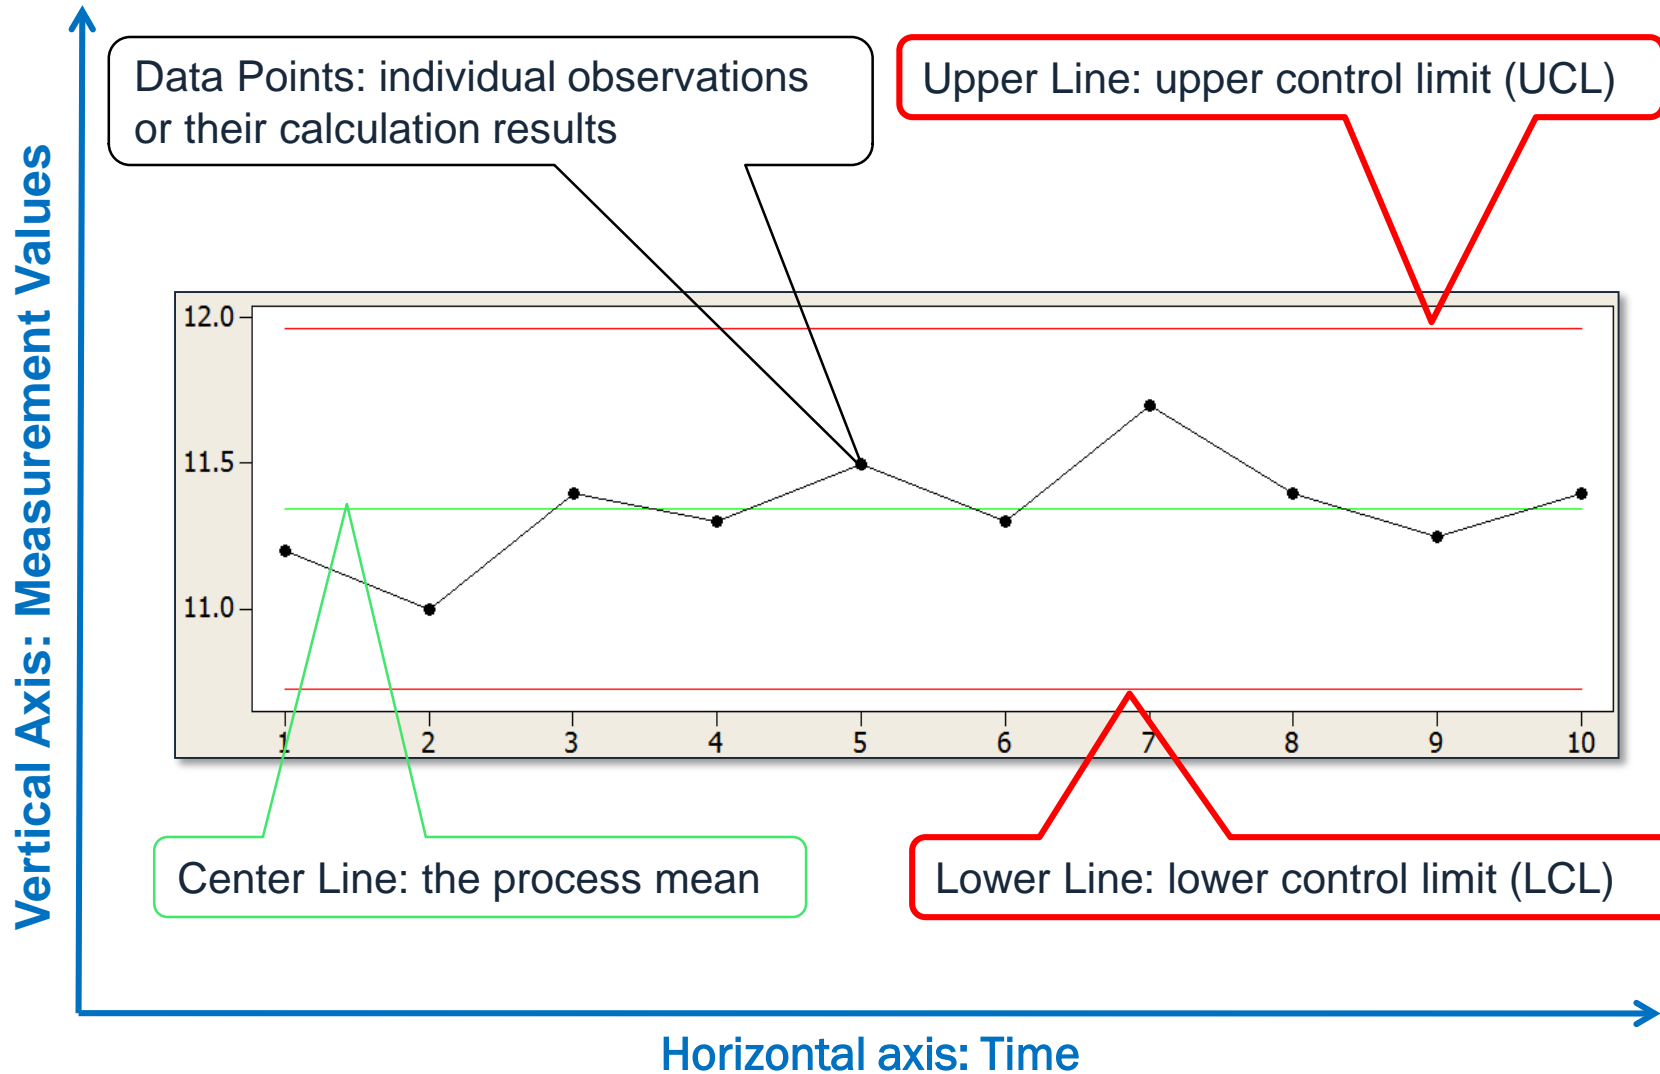 Data Points: individual observations
or their calculation results
Upper Line: upper control limit (UCL)
Vertical Axis: Measurement Values
12.0
11.5
11.0
1 2 3 4 5 6 7 8 9 10
Center Line: the process mean
Lower Line: lower control limit (LCL)
Horizontal axis: Time